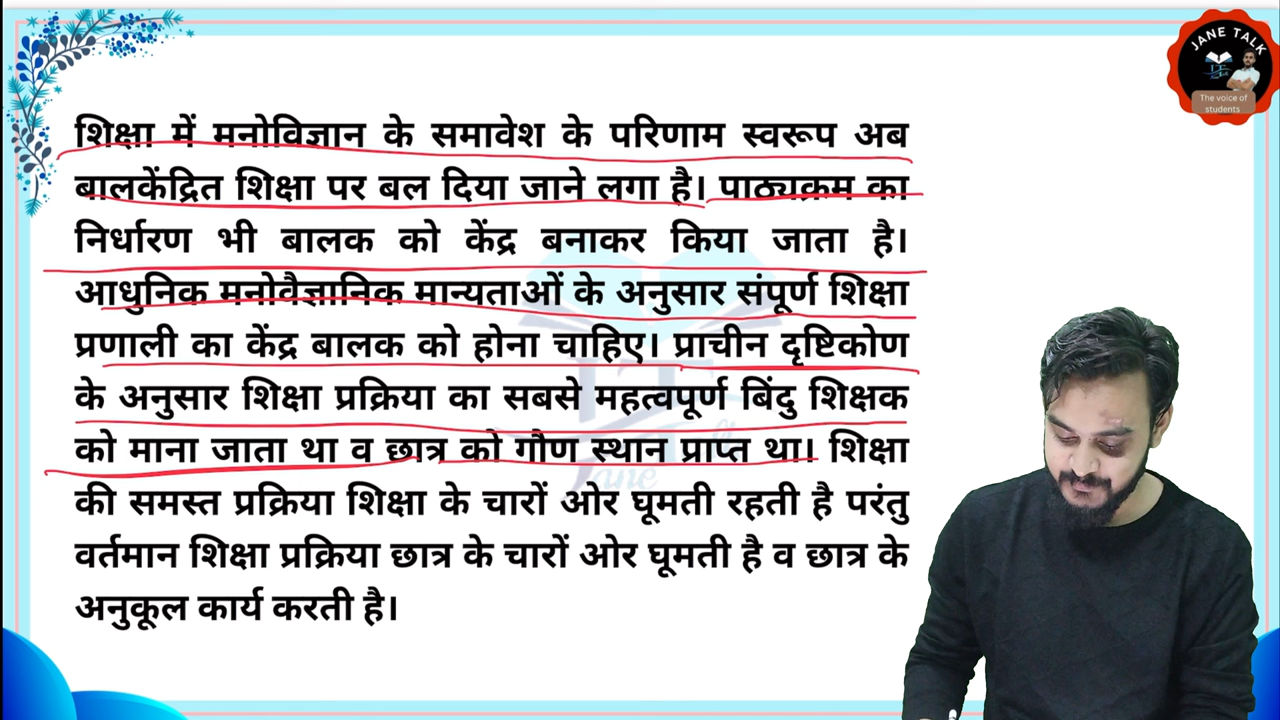 JANE TALK
The voice of
students
शिक्षा में मनोविज्ञान के समावेश के परिणाम स्वरूप अब
बालकेंद्रित शिक्षा पर बल दिया जाने लगा है। पाठ्यक्रम का
निर्धारण भी बालक को केंद्र बनाकर किया जाता है।
आधुनिक मनोवैज्ञानिक मान्यताओं के अनुसार संपूर्ण शिक्षा
प्रणाली का केंद्र बालक को होना चाहिए। प्राचीन दृष्टिकोण
के अनुसार शिक्षा प्रक्रिया का सबसे महत्वपूर्ण बिंदु शिक्षक
को माना जाता था व छात्र को गौण स्थान प्राप्त था। शिक्षा
की समस्त प्रक्रिया शिक्षा के चारों ओर घूमती रहती है परंतु
वर्तमान शिक्षा प्रक्रिया छात्र के चारों ओर घूमती है व छात्र के
अनुकूल कार्य करती है।